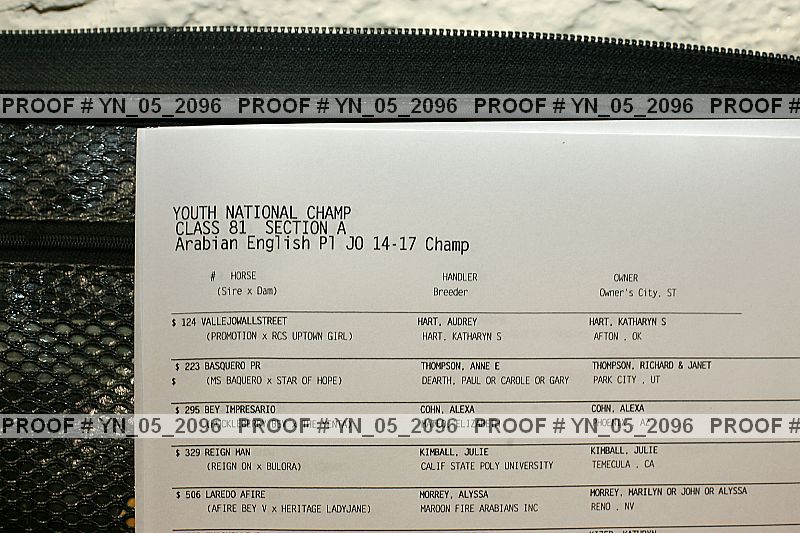 PROOF # YN_05_2096 PROOF # YN_05_2096 PROOF # YN_05_2096 PROOF #
YOUTH NATIONAL CHAMP
CLASS 81 SECTION A
Arabian English Pl JO 14-17 Champ
# HORSE HANDLER OWNER
(Sire x Dam) Breeder Owner's City, ST
$ 124 VALLEJOWALLSTREET HART, AUDREY HART, KATHARYN S
(PROMOTION x RCS UPTOWN GIRL) HART, KATHARYN S AFTON , OK
$ 223 BASQUERO PR THOMPSON, ANNE E THOMPSON, RICHARD & JANET
$ (MS BAQUERO x STAR OF HOPE) DEARTH, PAUL OR CAROLE OR GARY PARK CITY , UT
$ 295 BEY IMPRESARIO COHN, ALEXA COHN, ALEXA
PROOF # YN_05_2096 PROOF # YN_05_2096 PROOF # YN_05_2096 PROOF #
$ 329 REIGN MAN KIMBALL, JULIE KIMBALL, JULIE
(REIGN ON x BULORA) CALIF STATE POLY UNIVERSITY TEMECULA , CA
$ 506 LAREDO AFIRE MORREY, ALYSSA MORREY, MARILYN OR JOHN OR ALYSSA
(AFIRE BEY V x HERITAGE LADYJANE) MAROON FIRE ARABIANS INC RENO , NV